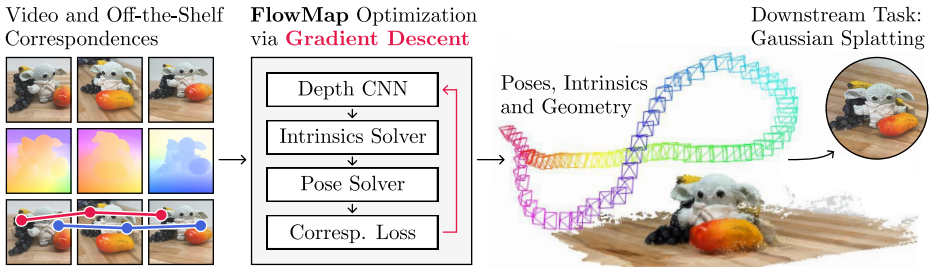 Video and Off-the-Shelf
Correspondences
FlowMap Optimization
via Gradient Descent
Depth CNN
Intrinsics Solver
Pose Solver
Corresp. Loss
Poses, Intrinsics
and Geometry
Downstream Task:
Gaussian Splatting